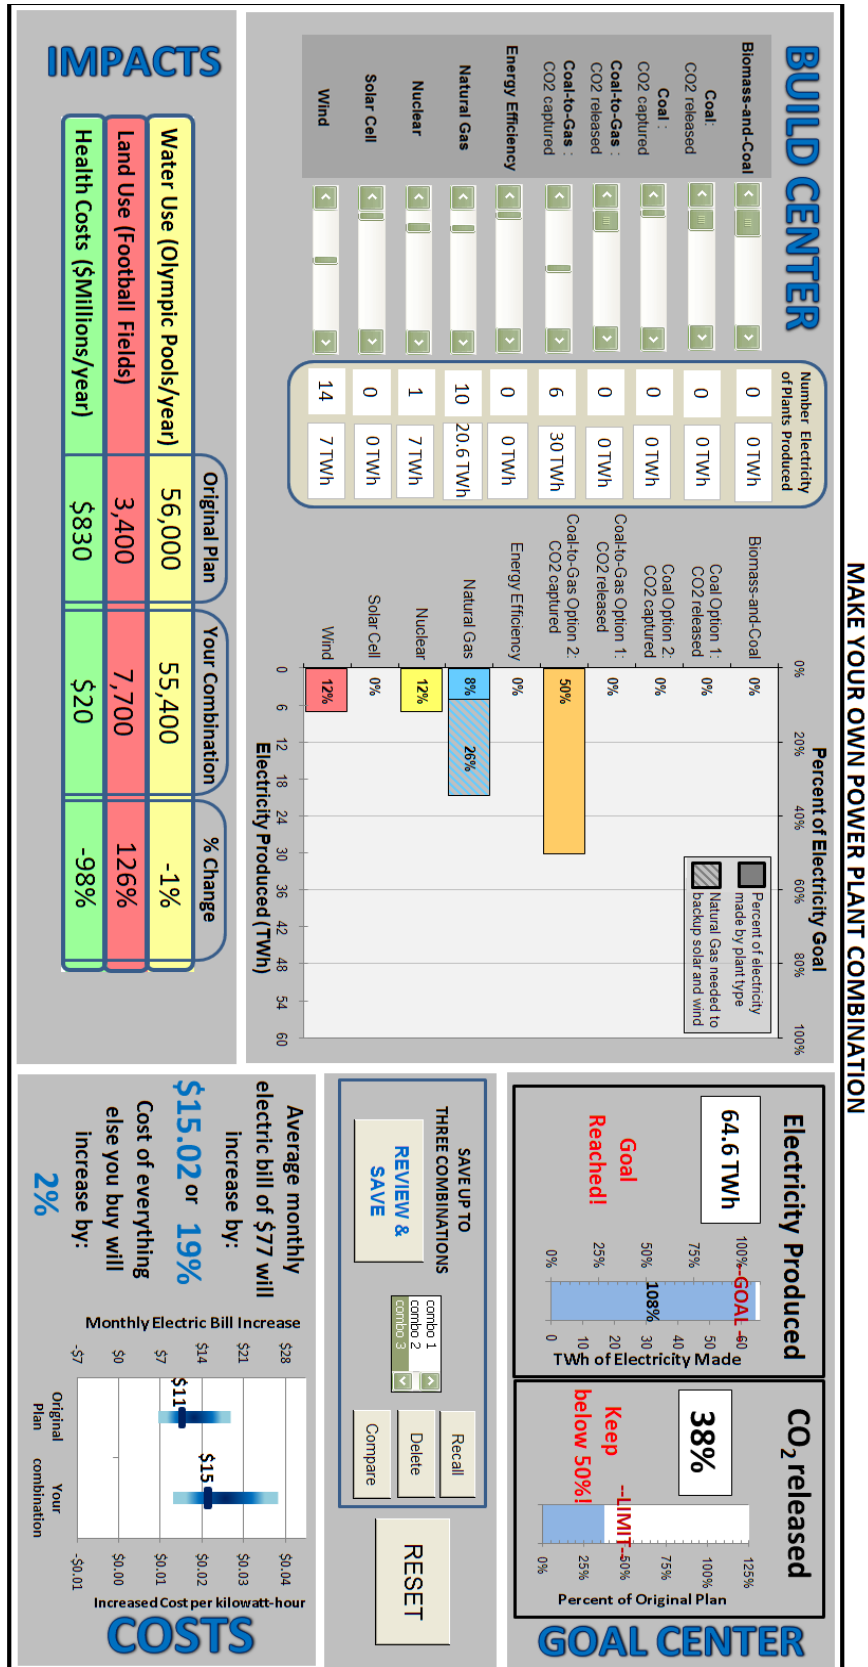 MAKE YOUR OWN POWER PLANT COMBINATION
BUILD CENTER
Number of Plants
Electricity Produced
Biomass-and-Coal
0
0 TWh
Coal:
CO2 released
0
0 TWh
Coal :
CO2 captured
0
0 TWh
Coal-to-Gas :
CO2 released
0
0 TWh
Coal-to-Gas :
CO2 captured
6
30 TWh
Energy Efficiency
0
0 TWh
Natural Gas
10
20.6 TWh
Nuclear
1
7 TWh
Solar Cell
0
0 TWh
Wind
14
7 TWh
Percent of Electricity Goal
0%
20%
40%
60%
80%
100%
Biomass-and-Coal
0%
Coal Option 1:
CO2 released
0%
Coal Option 2:
CO2 captured
0%
Coal-to-Gas Option 1:
CO2 released
0%
Coal-to-Gas Option 2:
CO2 captured
50%
Energy Efficiency
0%
Natural Gas
8%
26%
Nuclear
12%
Solar Cell
0%
Wind
12%
0
6
12
18
24
30
36
42
48
54
60
Electricity Produced (TWh)
Percent of electricity
made by plant type
Natural Gas needed to
backup solar and wind
IMPACTS
Original Plan
Your Combination
% Change
Water Use (Olympic Pools/year)
56,000
55,400
-1%
Land Use (Football Fields)
3,400
7,700
126%
Health Costs ($Millions/year)
$830
$20
-98%
GOAL CENTER
Electricity Produced
64.6 TWh
Goal
Reached!
100%
75%
50%
25%
0%
--GOAL--
108%
0
10
20
30
40
50
60
TWh of Electricity Made
CO2 released
38%
Keep
below 50%!
--LIMIT--
125%
100%
75%
50%
25%
0%
Percent of Original Plan
SAVE UP TO
THREE COMBINATIONS
REVIEW &
SAVE
combo 1
combo 2
combo 3
Recall
Delete
Compare
RESET
COSTS
Average monthly
electric bill of $77 will
increase by:
$15.02 or 19%
Cost of everything
else you buy will
increase by:
2%
Monthly Electric Bill Increase
$28
$21
$14
$7
$0
-$7
$11
$15
Original
Plan
Your
combination
$0.04
$0.03
$0.02
$0.01
$0.00
-$0.01
Increased Cost per kilowatt-hour